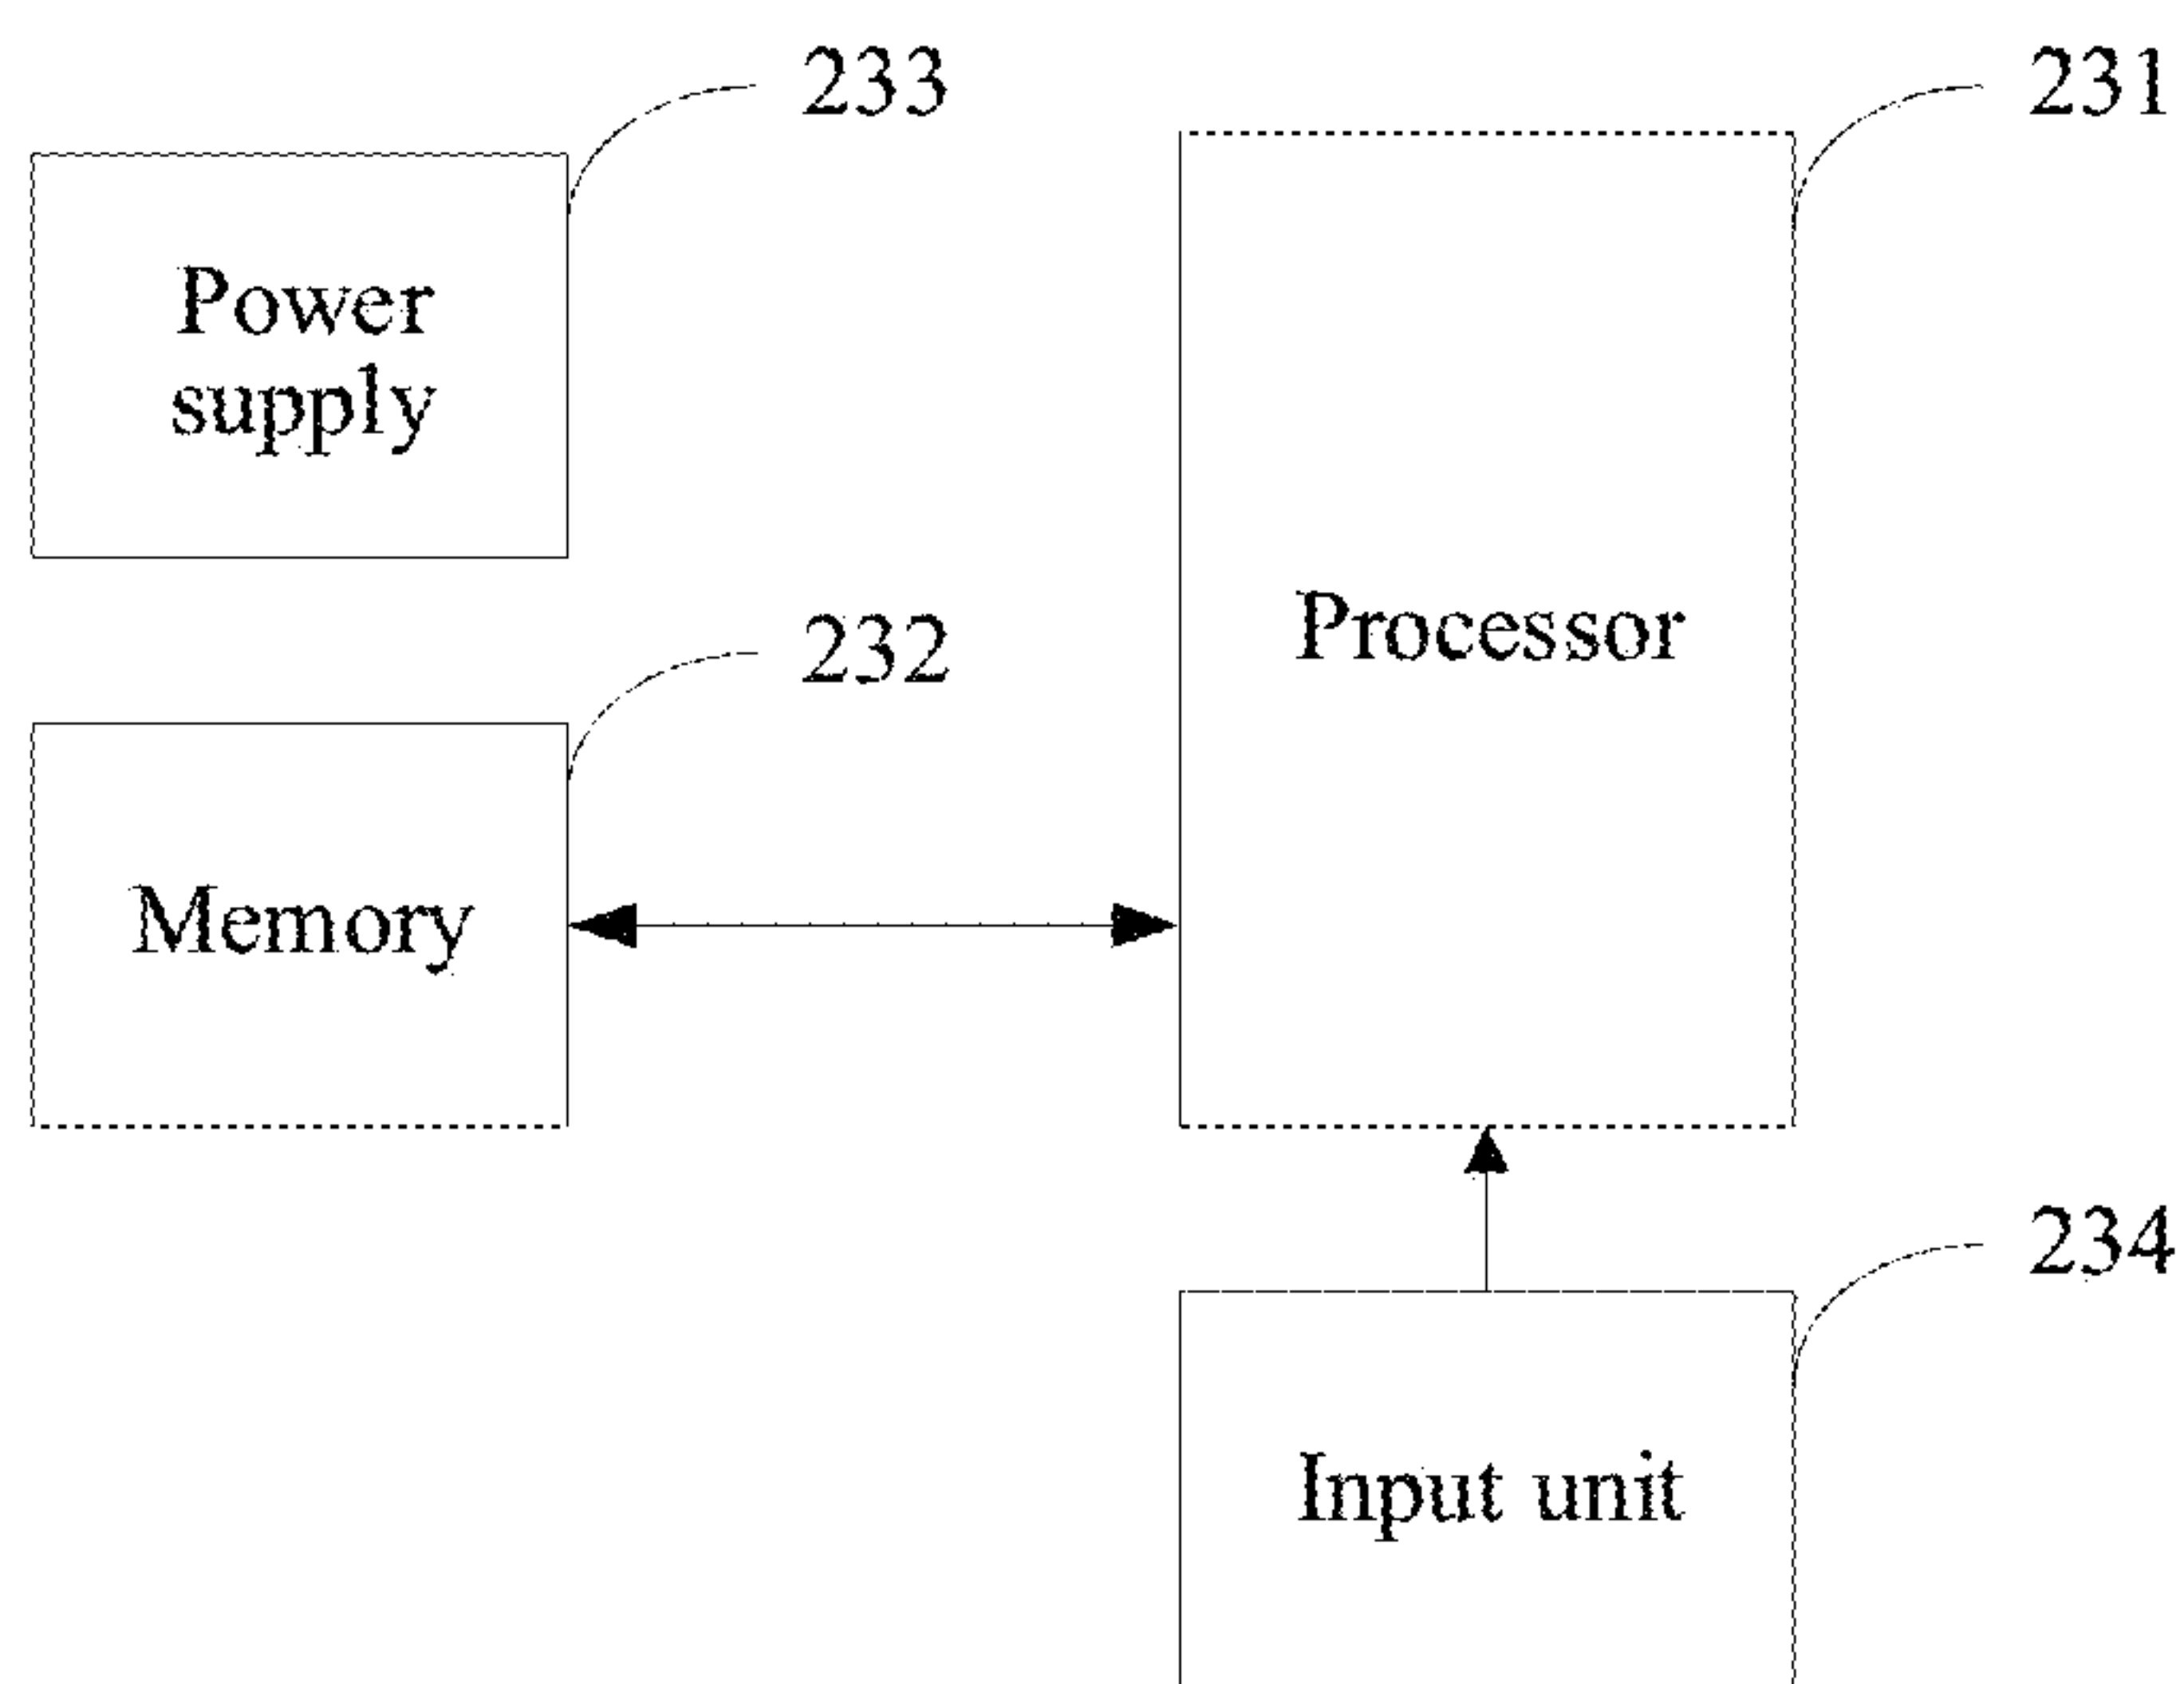 233
231
Power
supply
Processor
232
Memory
234
Input unit